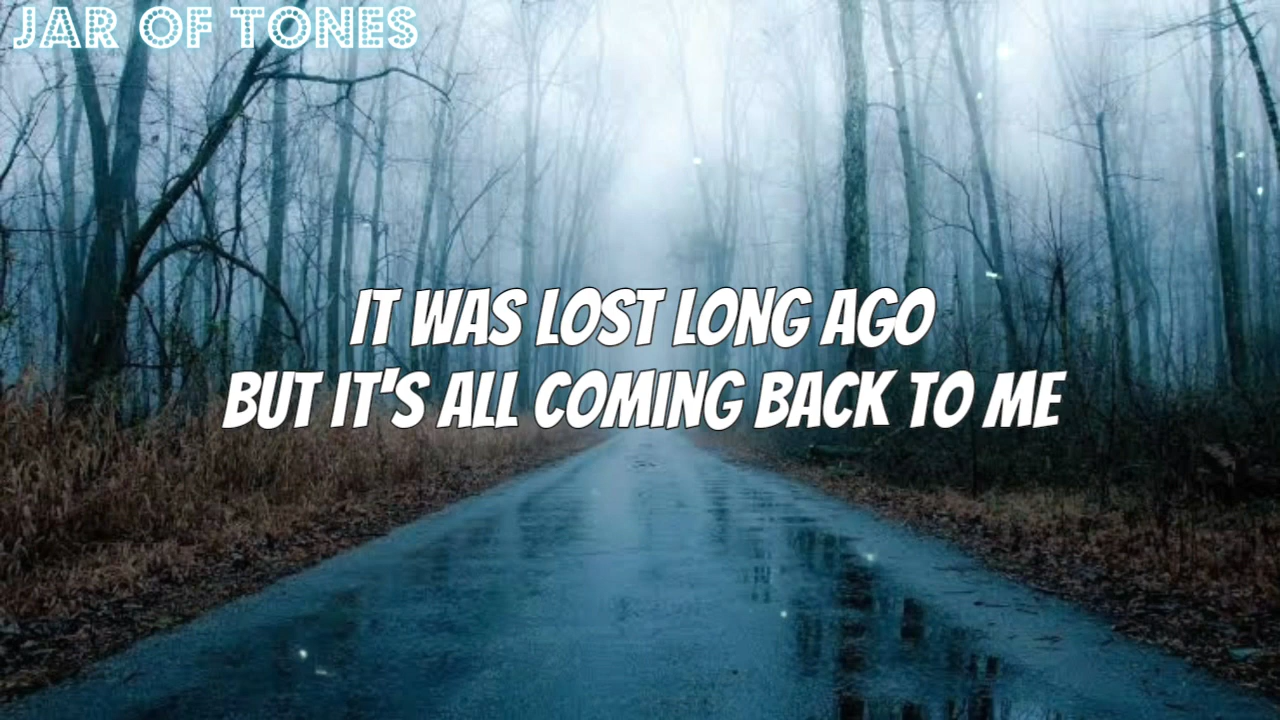 JAR OF TONES
IT WAS LOST LONG AGO
BUT IT'S ALL COMING BACK TO ME